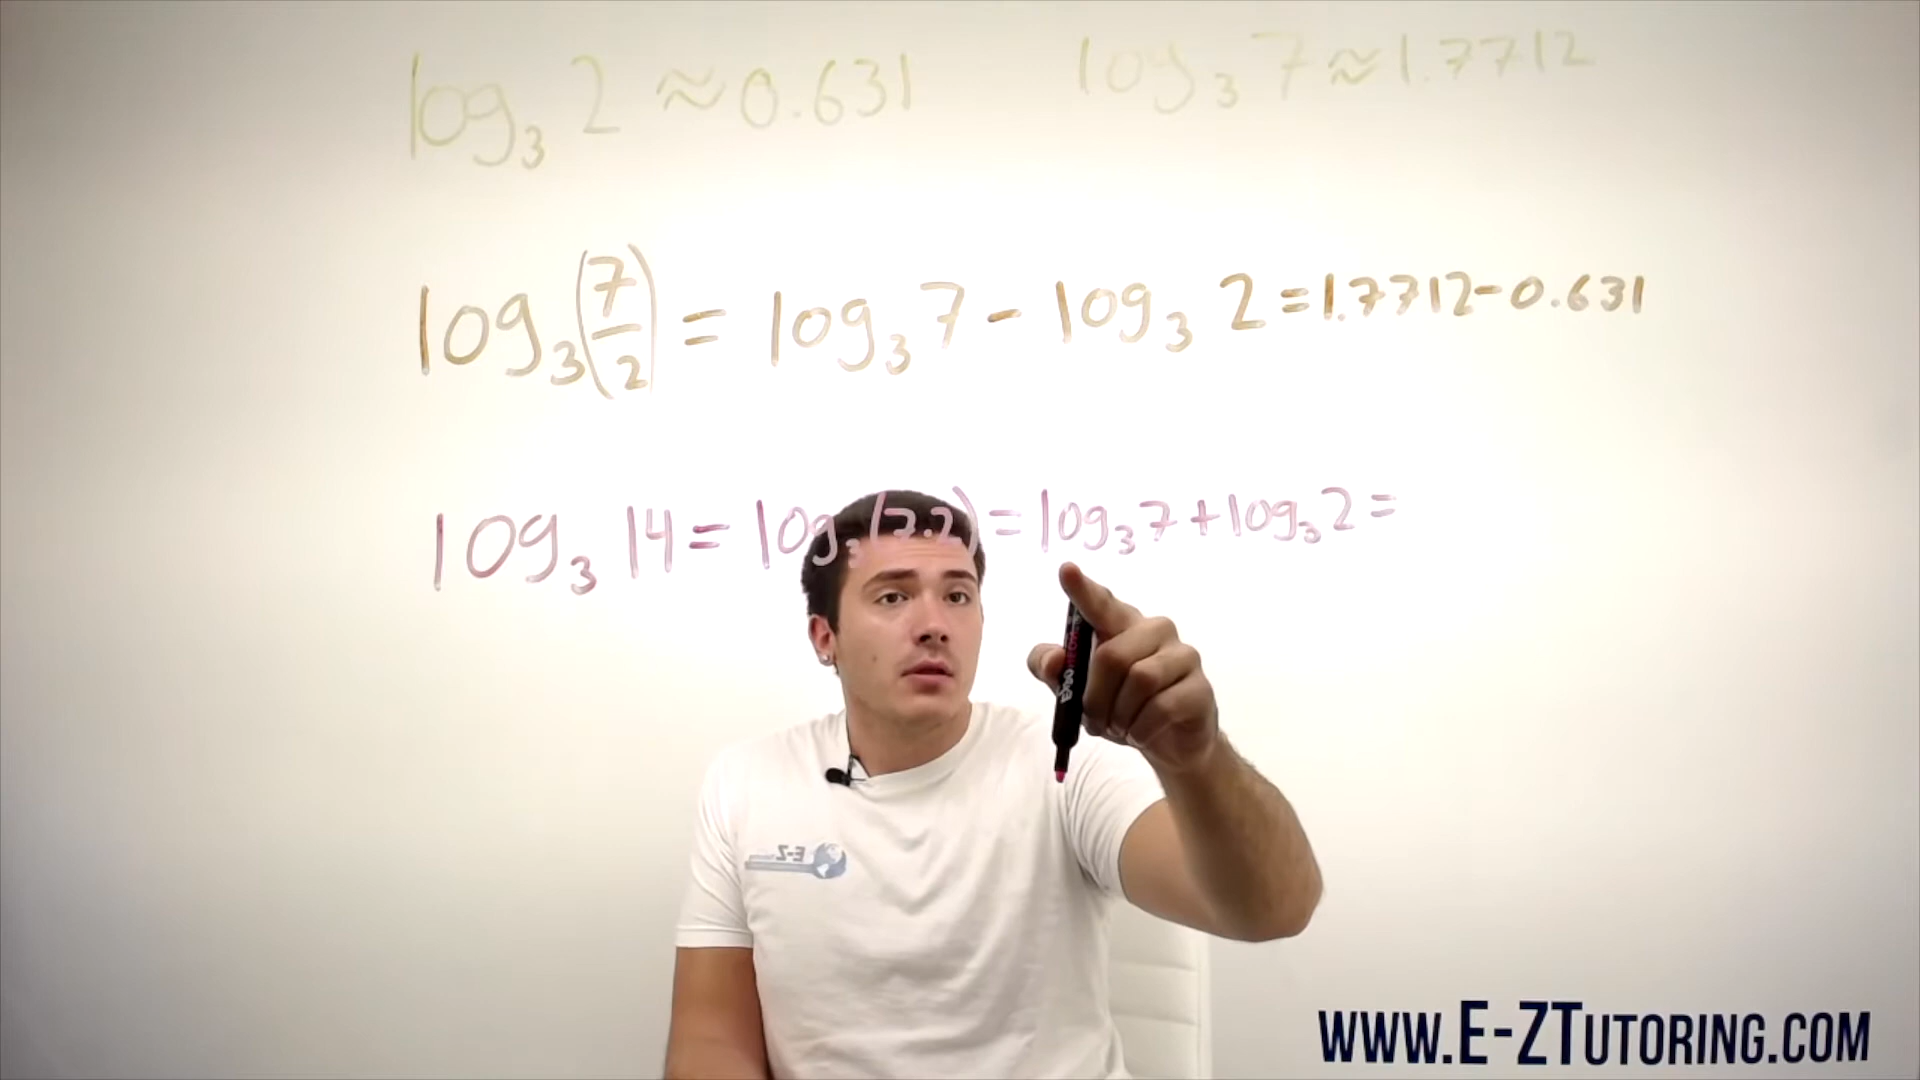 log₃ 2 ≈ 0.631 log₃ 7 ≈ 1.7712
log₃(7/2) = log₃ 7 - log₃ 2 = 1.7712 - 0.631
log₃ 14 = log₃(7·2) = log₃ 7 + log₃ 2 =
EXPO
E-Z
WWW.E-ZTUTORING.COM